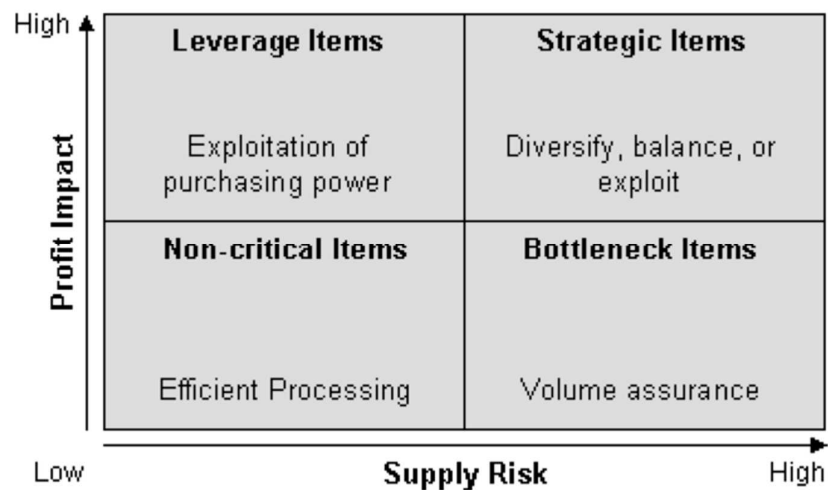 High
Leverage Items
Strategic Items
Exploitation of
purchasing power
Diversify, balance, or
exploit
Profit Impact
Non-critical Items
Bottleneck Items
Efficient Processing
Volume assurance
Low
Supply Risk
High